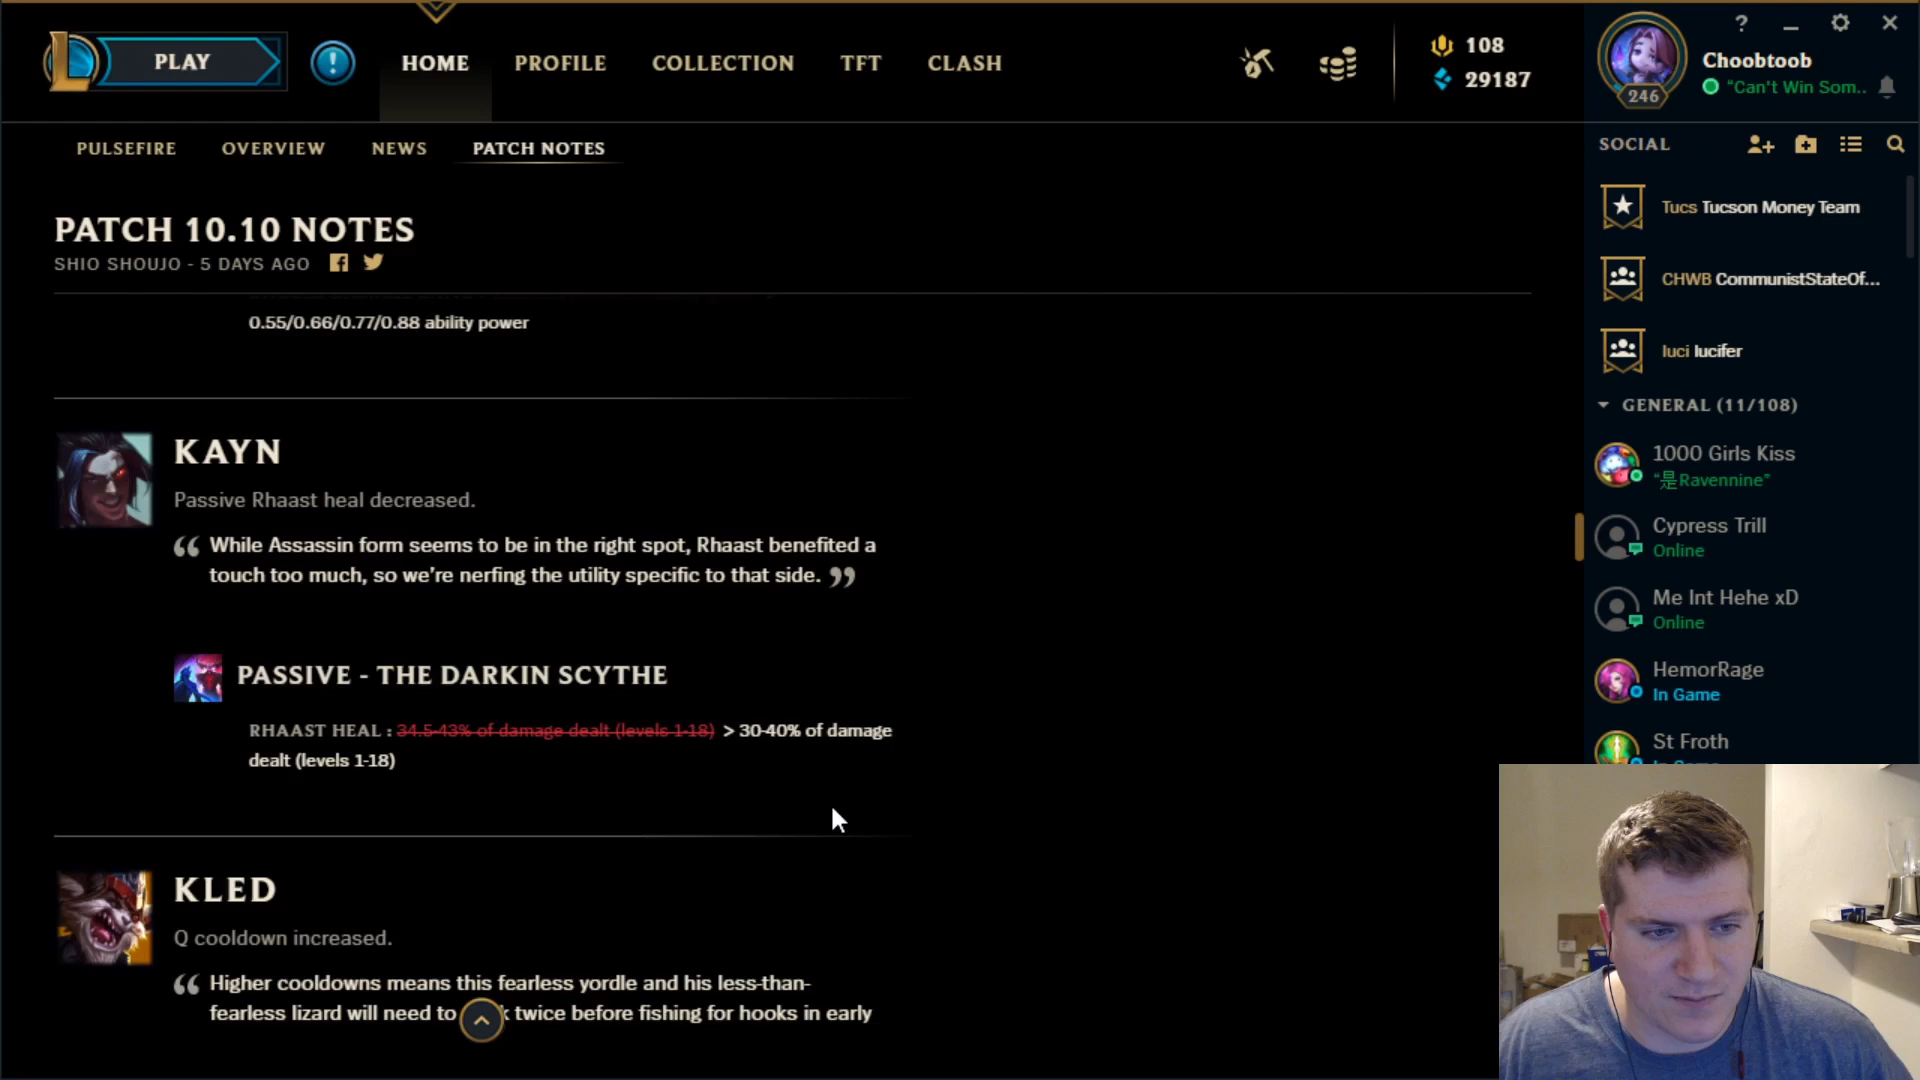 PLAY
HOME
PROFILE
COLLECTION
TFT
CLASH
108
29187
?
246
Choobtoob
"Can't Win Som..
PULSEFIRE
OVERVIEW
NEWS
PATCH NOTES
SOCIAL
PATCH 10.10 NOTES
SHIO SHOUJO - 5 DAYS AGO
0.55/0.66/0.77/0.88 ability power
KAYN
Passive Rhaast heal decreased.
“ While Assassin form seems to be in the right spot, Rhaast benefited a
touch too much, so we're nerfing the utility specific to that side. ”
PASSIVE - THE DARKIN SCYTHE
RHAAST HEAL : 34.5-43% of damage dealt (levels 1-18) > 30-40% of damage
dealt (levels 1-18)
KLED
Q cooldown increased.
“ Higher cooldowns means this fearless yordle and his less-than-
fearless lizard will need to twice before fishing for hooks in early
Tucs Tucson Money Team
CHWB CommunistStateOf...
luci lucifer
GENERAL (11/108)
1000 Girls Kiss
"是Ravennine"
Cypress Trill
Online
Me Int Hehe xD
Online
HemorRage
In Game
St Froth